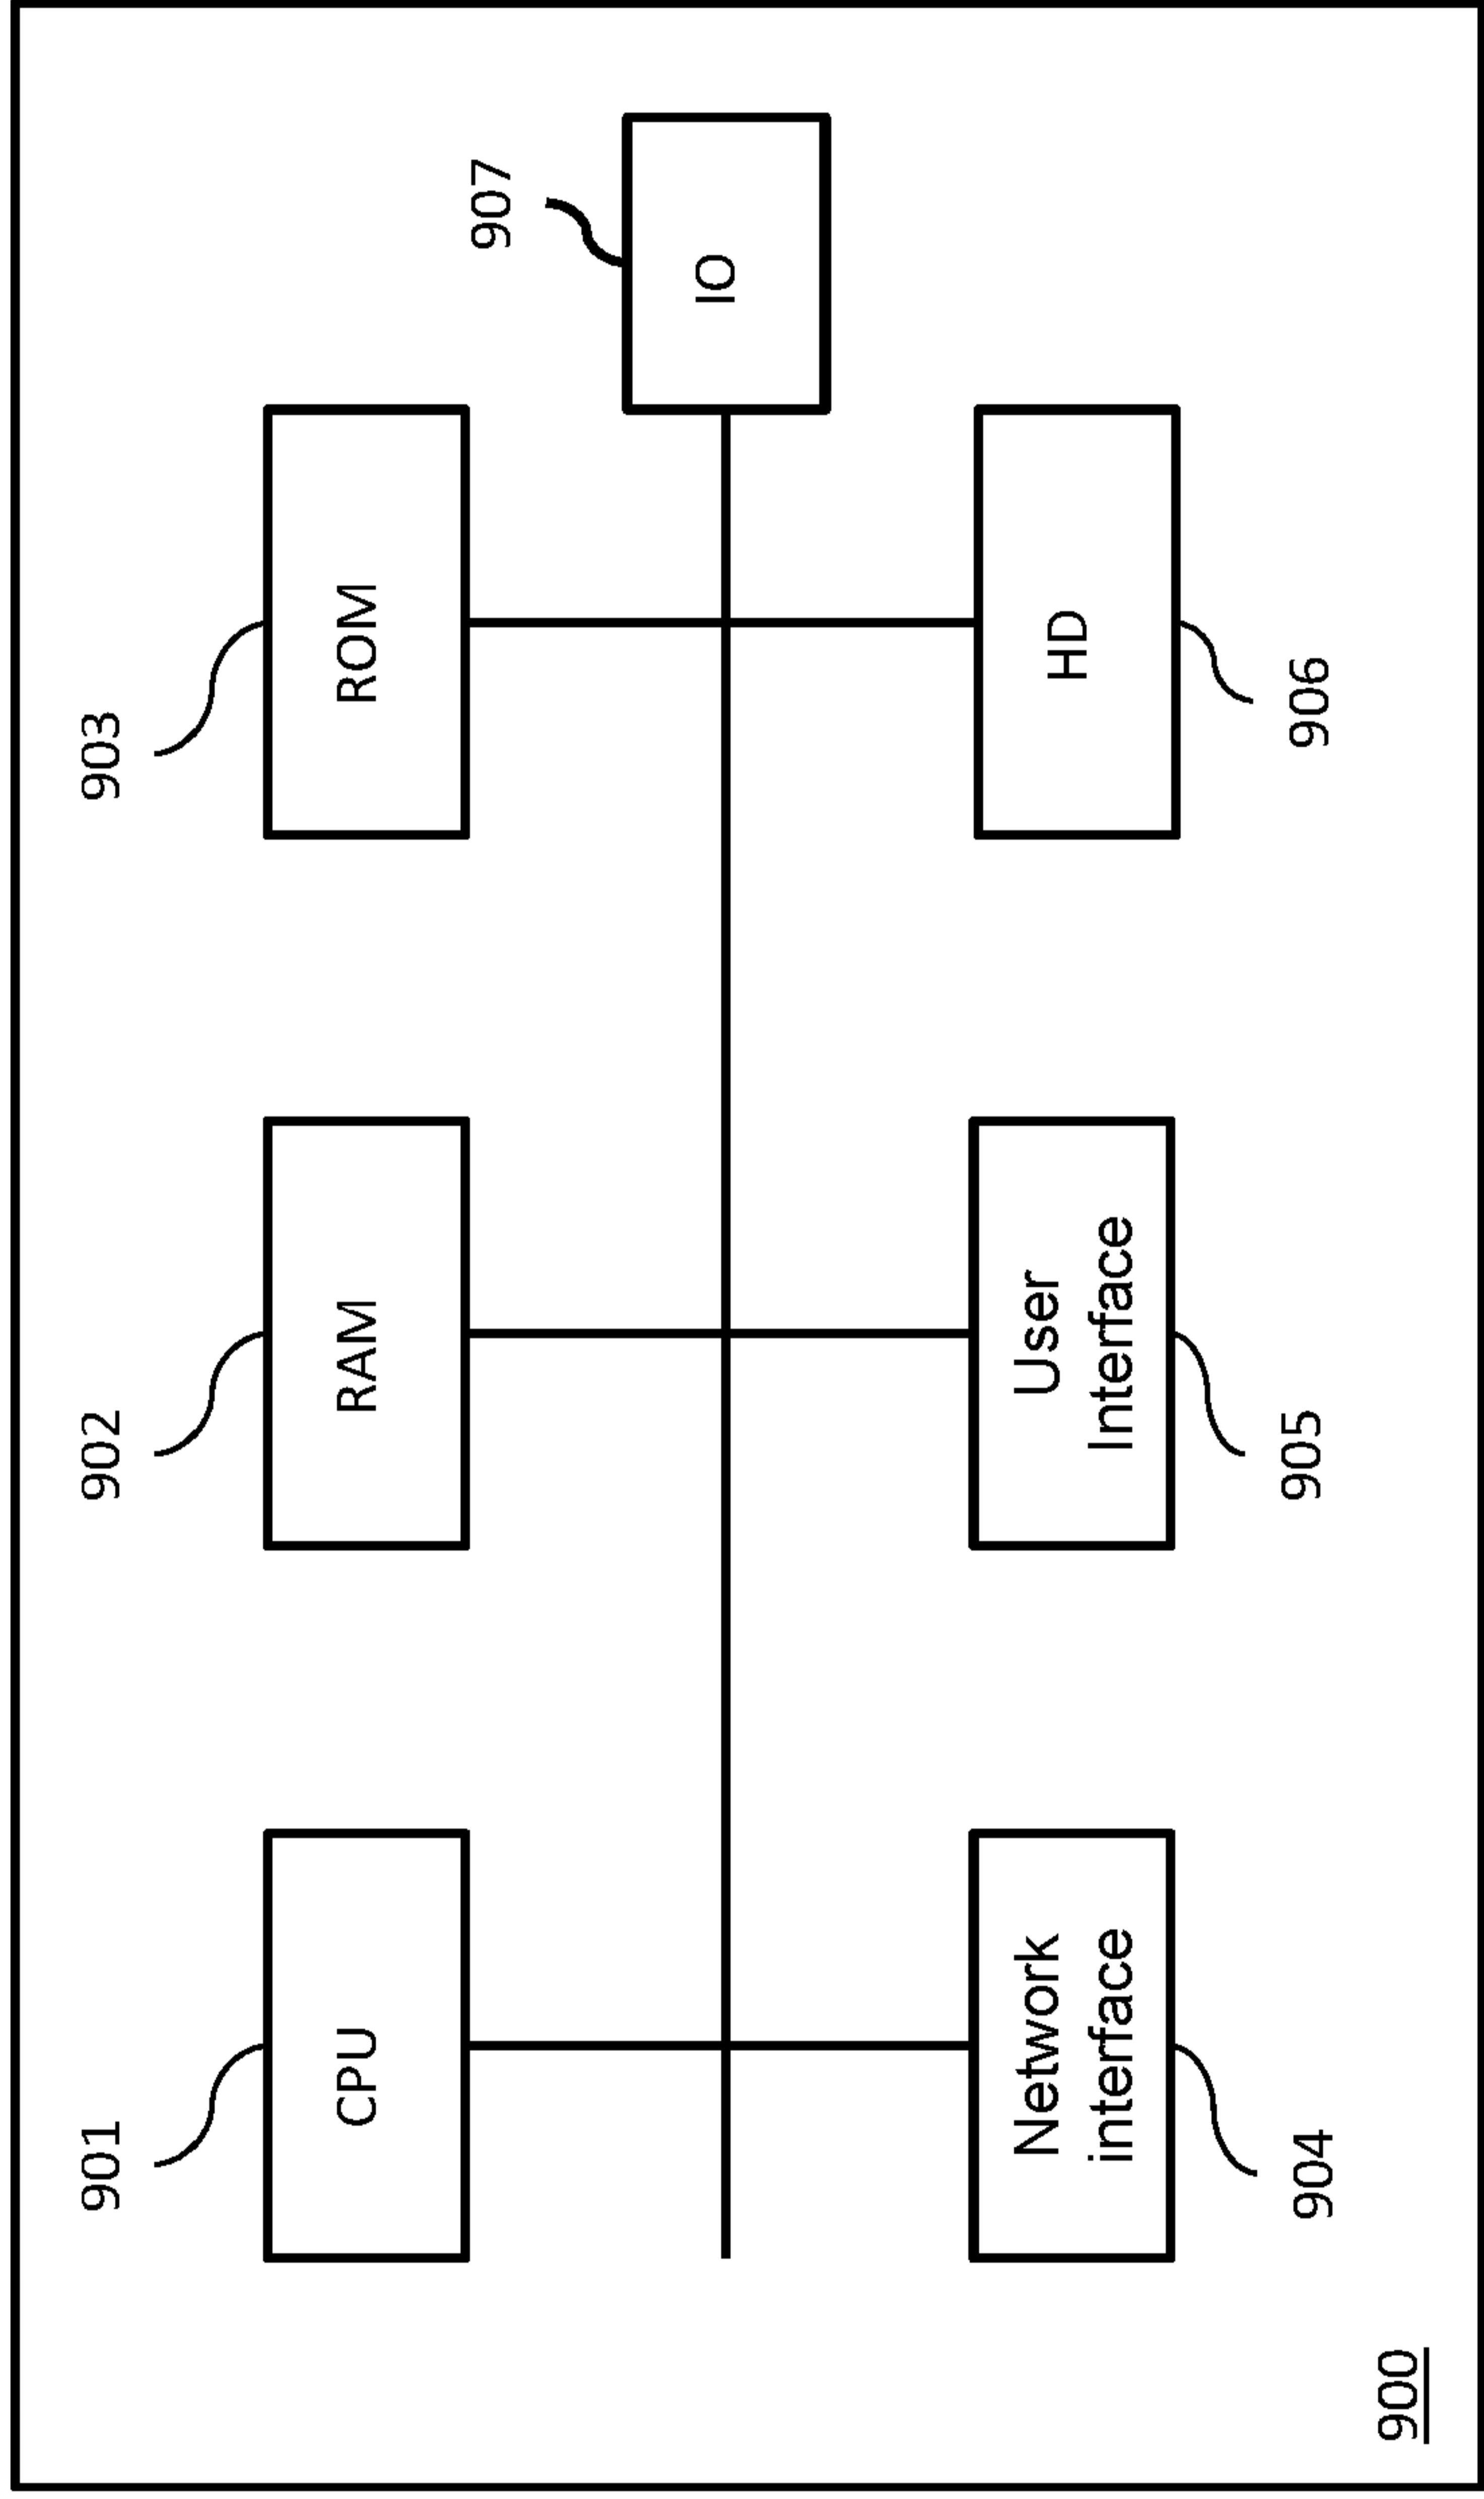 901
902
903
CPU
RAM
ROM
907
IO
Network
interface
User
Interface
HD
904
905
906
900